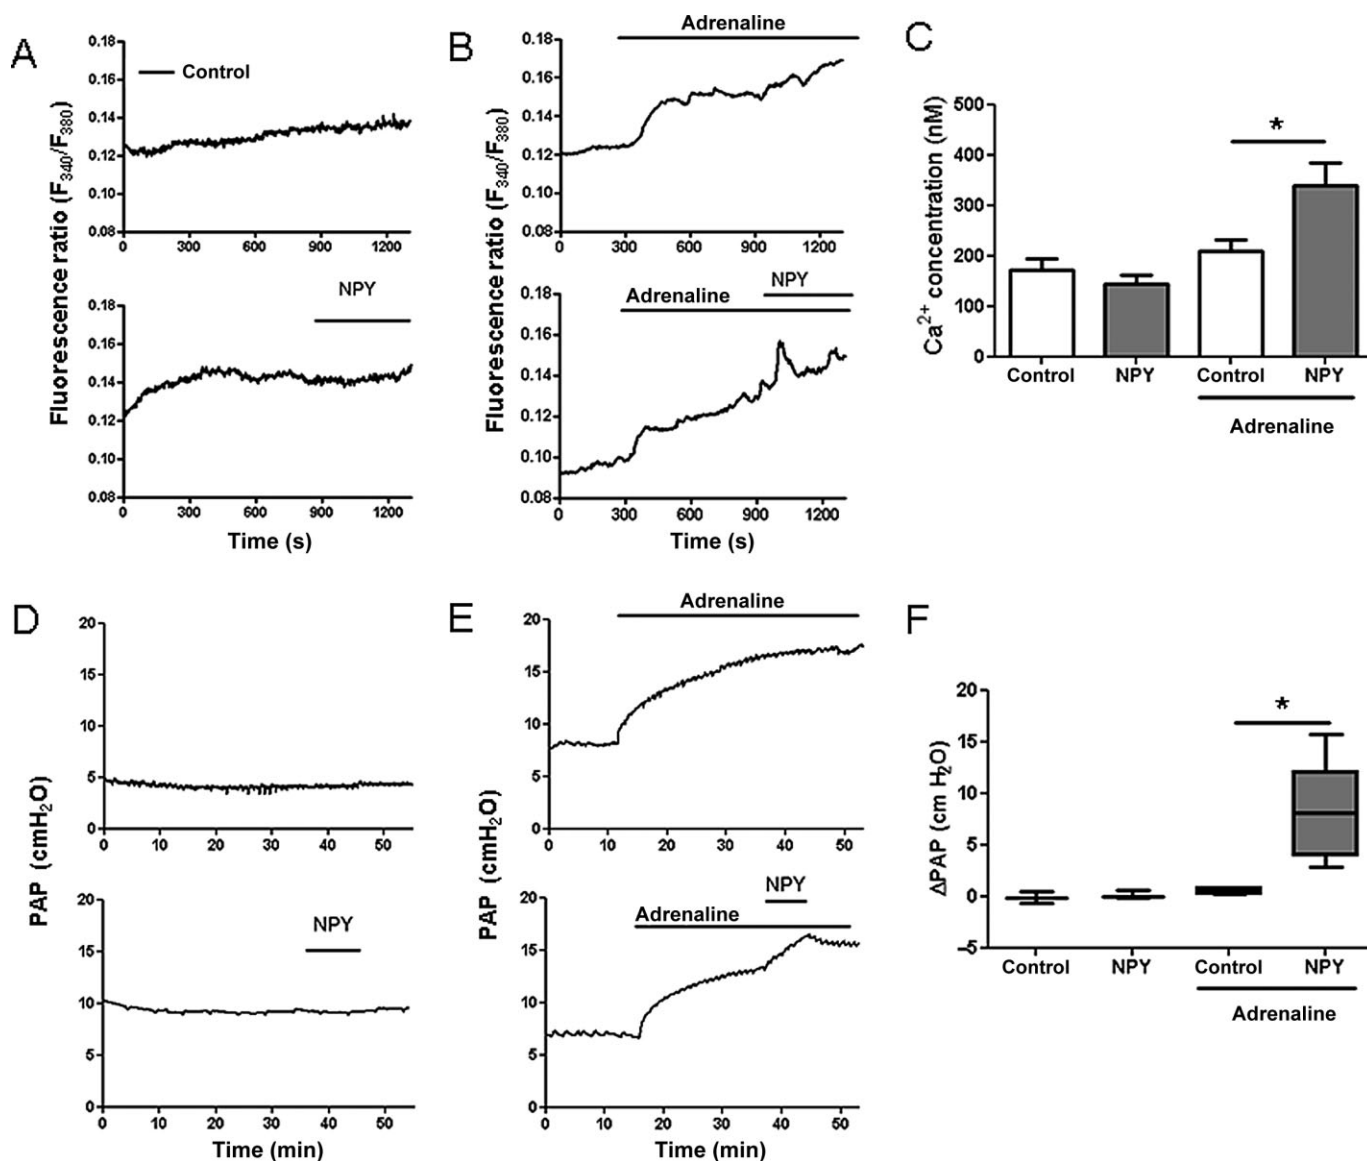 A
Control
Fluorescence ratio (F340/F380)
0.18
0.16
0.14
0.12
0.10
0.08
0
300
600
900
1200
NPY
0.18
0.16
0.14
0.12
0.10
0.08
0
300
600
900
1200
Time (s)
B
Adrenaline
Fluorescence ratio (F340/F380)
0.18
0.16
0.14
0.12
0.10
0.08
0
300
600
900
1200
NPY
Adrenaline
0.18
0.16
0.14
0.12
0.10
0.08
0
300
600
900
1200
Time (s)
C
Ca2+ concentration (nM)
500
400
300
200
100
0
*
Control
NPY
Control
NPY
Adrenaline
D
PAP (cmH2O)
20
15
10
5
0
0
10
20
30
40
50
NPY
20
15
10
5
0
0
10
20
30
40
50
Time (min)
E
Adrenaline
PAP (cmH2O)
20
15
10
5
0
0
10
20
30
40
50
NPY
Adrenaline
20
15
10
5
0
0
10
20
30
40
50
Time (min)
F
ΔPAP (cm H2O)
20
15
10
5
0
–5
*
Control
NPY
Control
NPY
Adrenaline